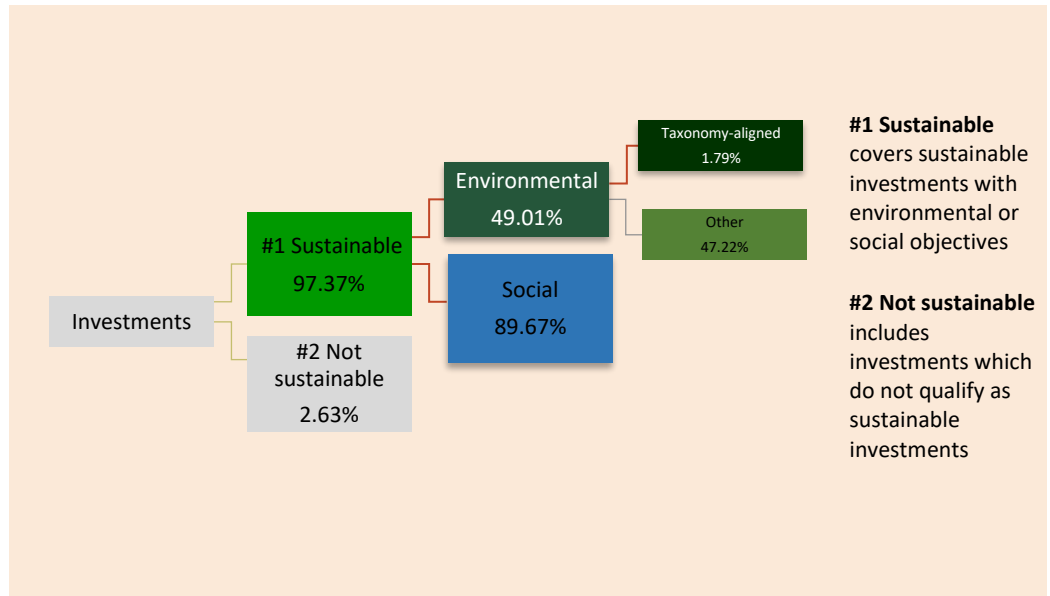 Investments
#1 Sustainable
97.37%
#2 Not
sustainable
2.63%
Environmental
49.01%
Social
89.67%
Taxonomy-aligned
1.79%
Other
47.22%
#1 Sustainable
covers sustainable
investments with
environmental or
social objectives
#2 Not sustainable
includes
investments which
do not qualify as
sustainable
investments